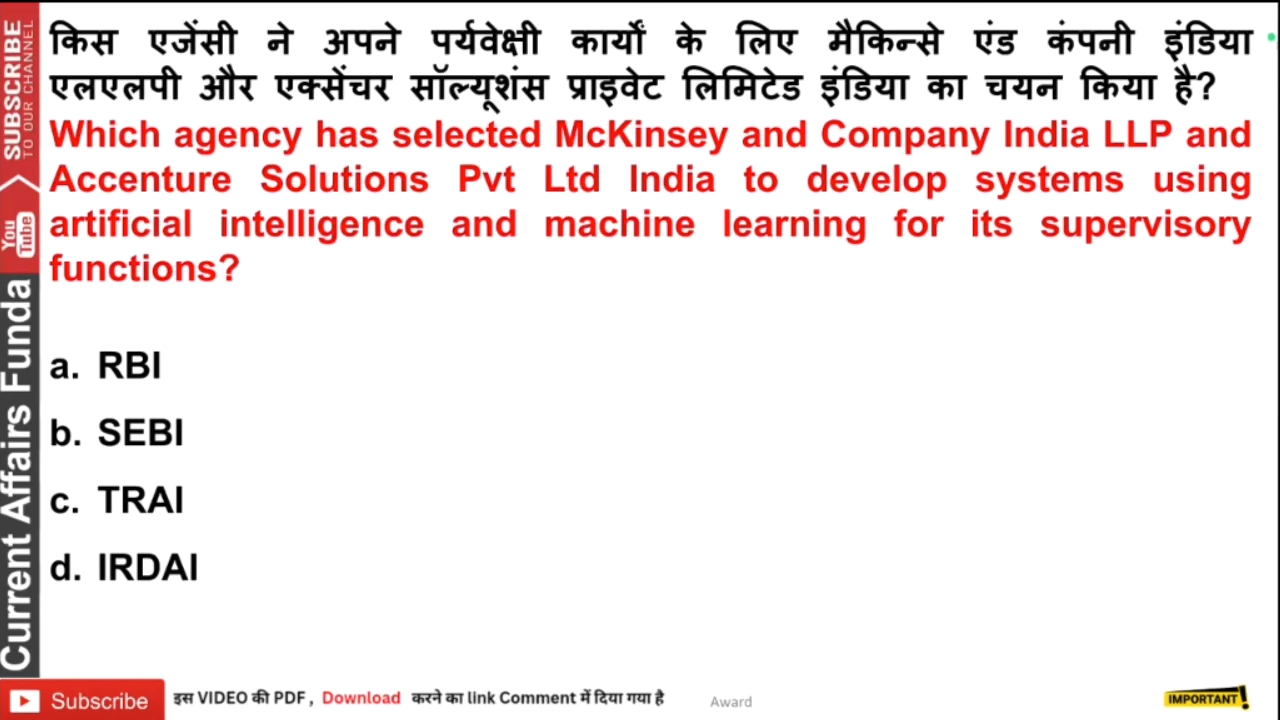 किस एजेंसी ने अपने पर्यवेक्षी कार्यों के लिए मैकिन्से एंड कंपनी इंडिया
एलएलपी और एक्सेंचर सॉल्यूशंस प्राइवेट लिमिटेड इंडिया का चयन किया है?
Which agency has selected McKinsey and Company India LLP and
Accenture Solutions Pvt Ltd India to develop systems using
artificial intelligence and machine learning for its supervisory
functions?
a. RBI
b. SEBI
c. TRAI
d. IRDAI
SUBSCRIBE
TO OUR CHANNEL
You
Tube
Current Affairs Funda
Subscribe
इस VIDEO की PDF , Download करने का link Comment में दिया गया है
Award
IMPORTANT!